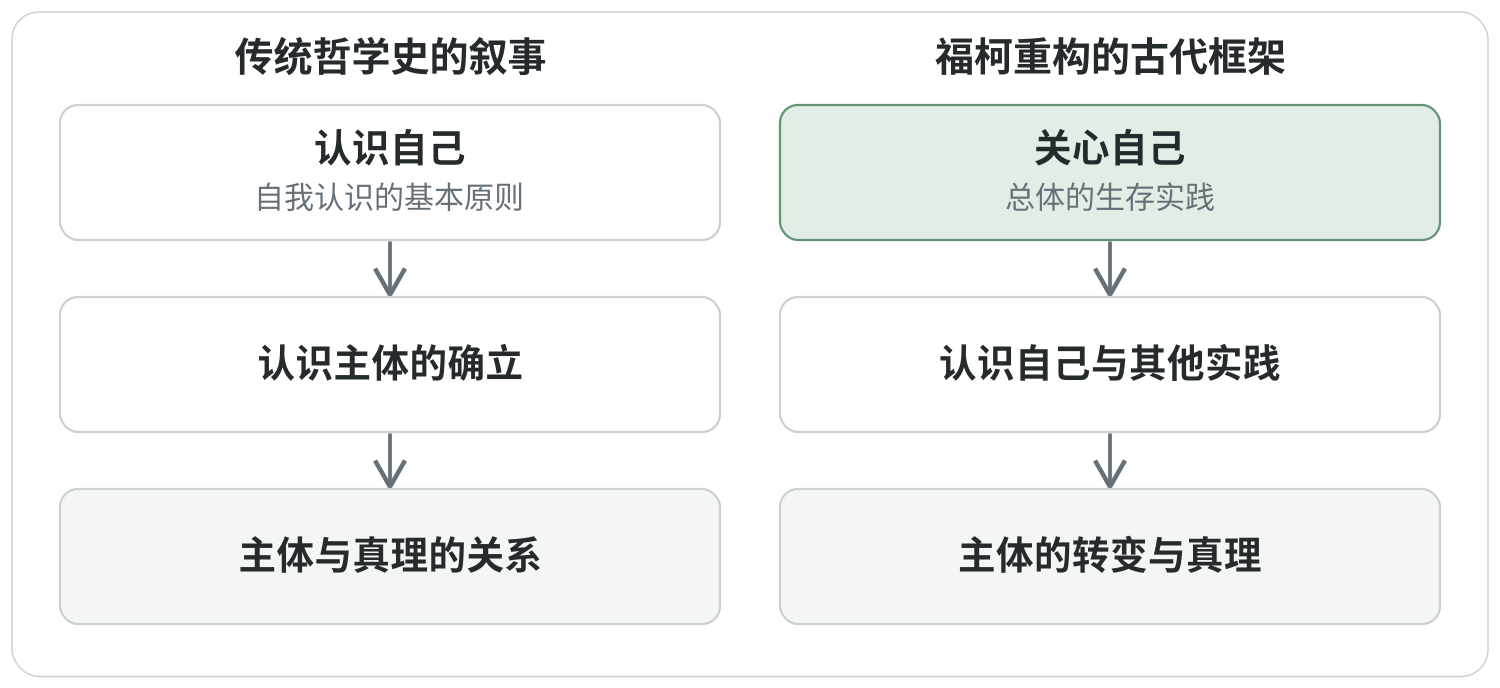 传统哲学史的叙事
认识自己
自我认识的基本原则
认识主体的确立
主体与真理的关系
福柯重构的古代框架
关心自己
总体的生存实践
认识自己与其他实践
主体的转变与真理